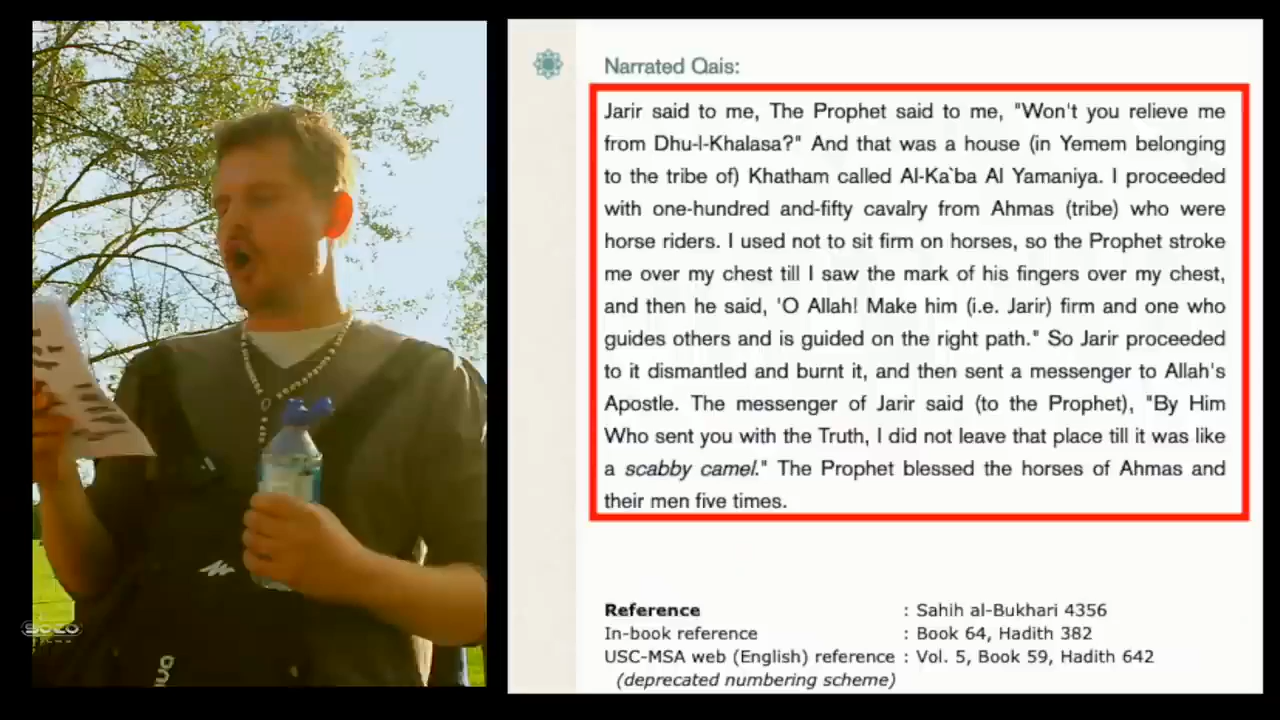 Narrated Qais:
Jarir said to me, The Prophet said to me, "Won't you relieve me
from Dhu-l-Khalasa?" And that was a house (in Yemem belonging
to the tribe of) Khatham called Al-Ka`ba Al Yamaniya. I proceeded
with one-hundred and-fifty cavalry from Ahmas (tribe) who were
horse riders. I used not to sit firm on horses, so the Prophet stroke
me over my chest till I saw the mark of his fingers over my chest,
and then he said, 'O Allah! Make him (i.e. Jarir) firm and one who
guides others and is guided on the right path." So Jarir proceeded
to it dismantled and burnt it, and then sent a messenger to Allah's
Apostle. The messenger of Jarir said (to the Prophet), "By Him
Who sent you with the Truth, I did not leave that place till it was like
a scabby camel." The Prophet blessed the horses of Ahmas and
their men five times.
Reference : Sahih al-Bukhari 4356
In-book reference : Book 64, Hadith 382
USC-MSA web (English) reference : Vol. 5, Book 59, Hadith 642
(deprecated numbering scheme)
SOZO
FILMS